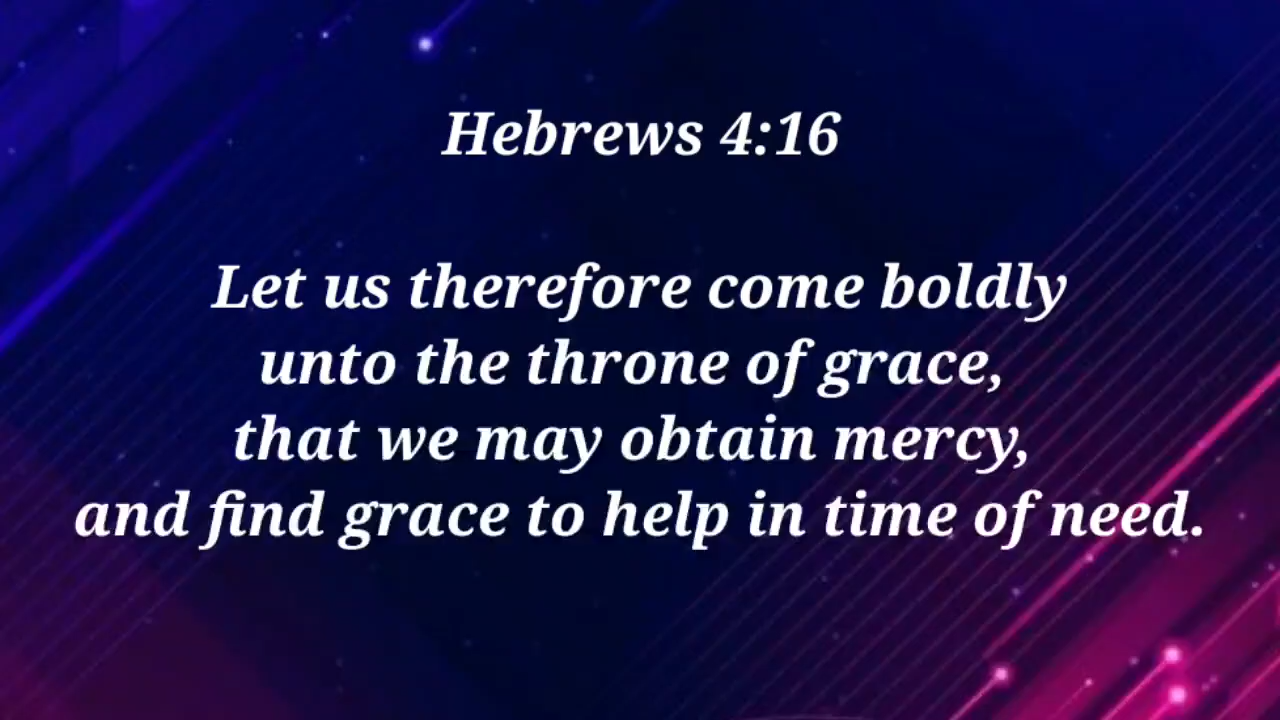 Hebrews 4:16
Let us therefore come boldly
unto the throne of grace,
that we may obtain mercy,
and find grace to help in time of need.